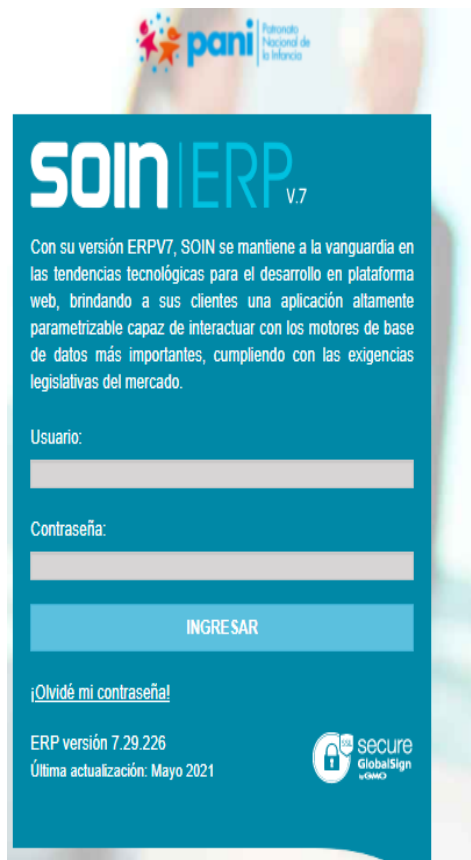 pani
Patronato
Nacional de
la Infancia
SOIN ERP V.7
Con su versión ERPV7, SOIN se mantiene a la vanguardia en
las tendencias tecnológicas para el desarrollo en plataforma
web, brindando a sus clientes una aplicación altamente
parametrizable capaz de interactuar con los motores de base
de datos más importantes, cumpliendo con las exigencias
legislativas del mercado.
Usuario:
Contraseña:
INGRESAR
¡Olvidé mi contraseña!
ERP versión 7.29.226
Última actualización: Mayo 2021
SSL
secure
GlobalSign
by GMO